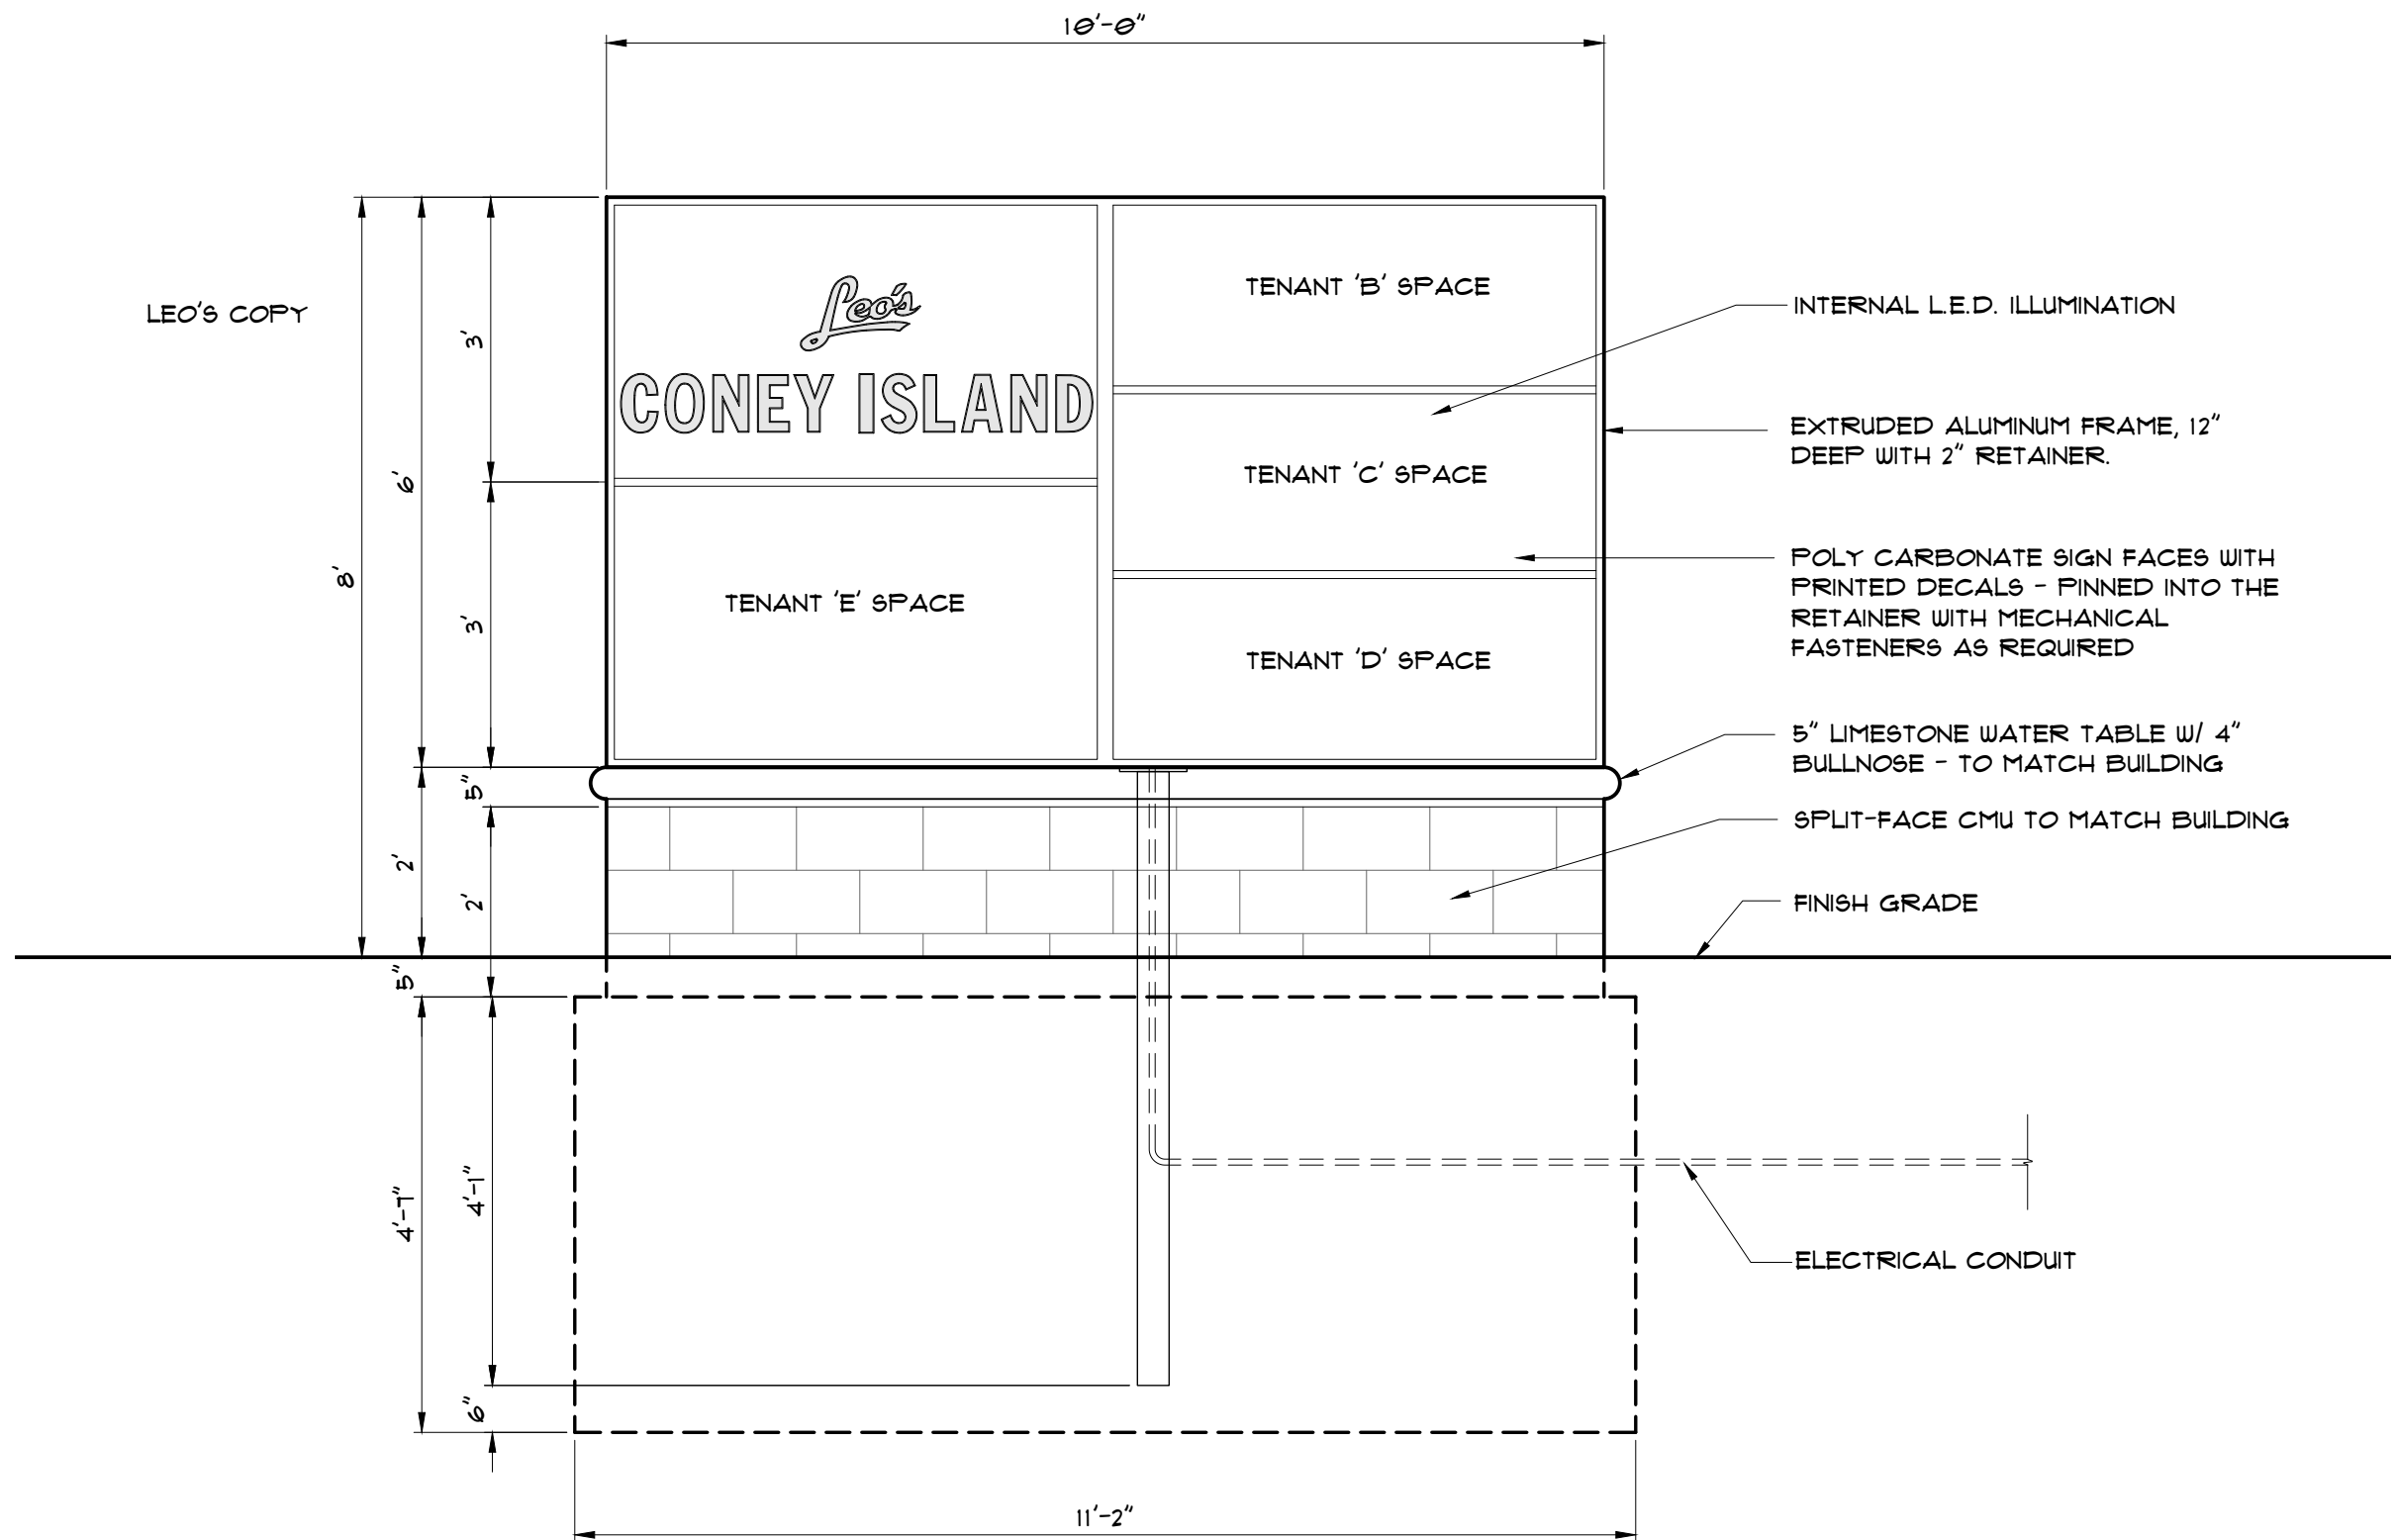 10'-0"
LEO'S COPY
Leo's
CONEY ISLAND
TENANT 'B' SPACE
TENANT 'C' SPACE
TENANT 'D' SPACE
TENANT 'E' SPACE
INTERNAL L.E.D. ILLUMINATION
EXTRUDED ALUMINUM FRAME, 12"
DEEP WITH 2" RETAINER.
POLY CARBONATE SIGN FACES WITH
PRINTED DECALS - PINNED INTO THE
RETAINER WITH MECHANICAL
FASTENERS AS REQUIRED
5" LIMESTONE WATER TABLE W/ 4"
BULLNOSE - TO MATCH BUILDING
SPLIT-FACE CMU TO MATCH BUILDING
FINISH GRADE
ELECTRICAL CONDUIT
8'
6'
3'
3'
5"
2'
2'
5"
4'-7"
4'-1"
6"
11'-2"